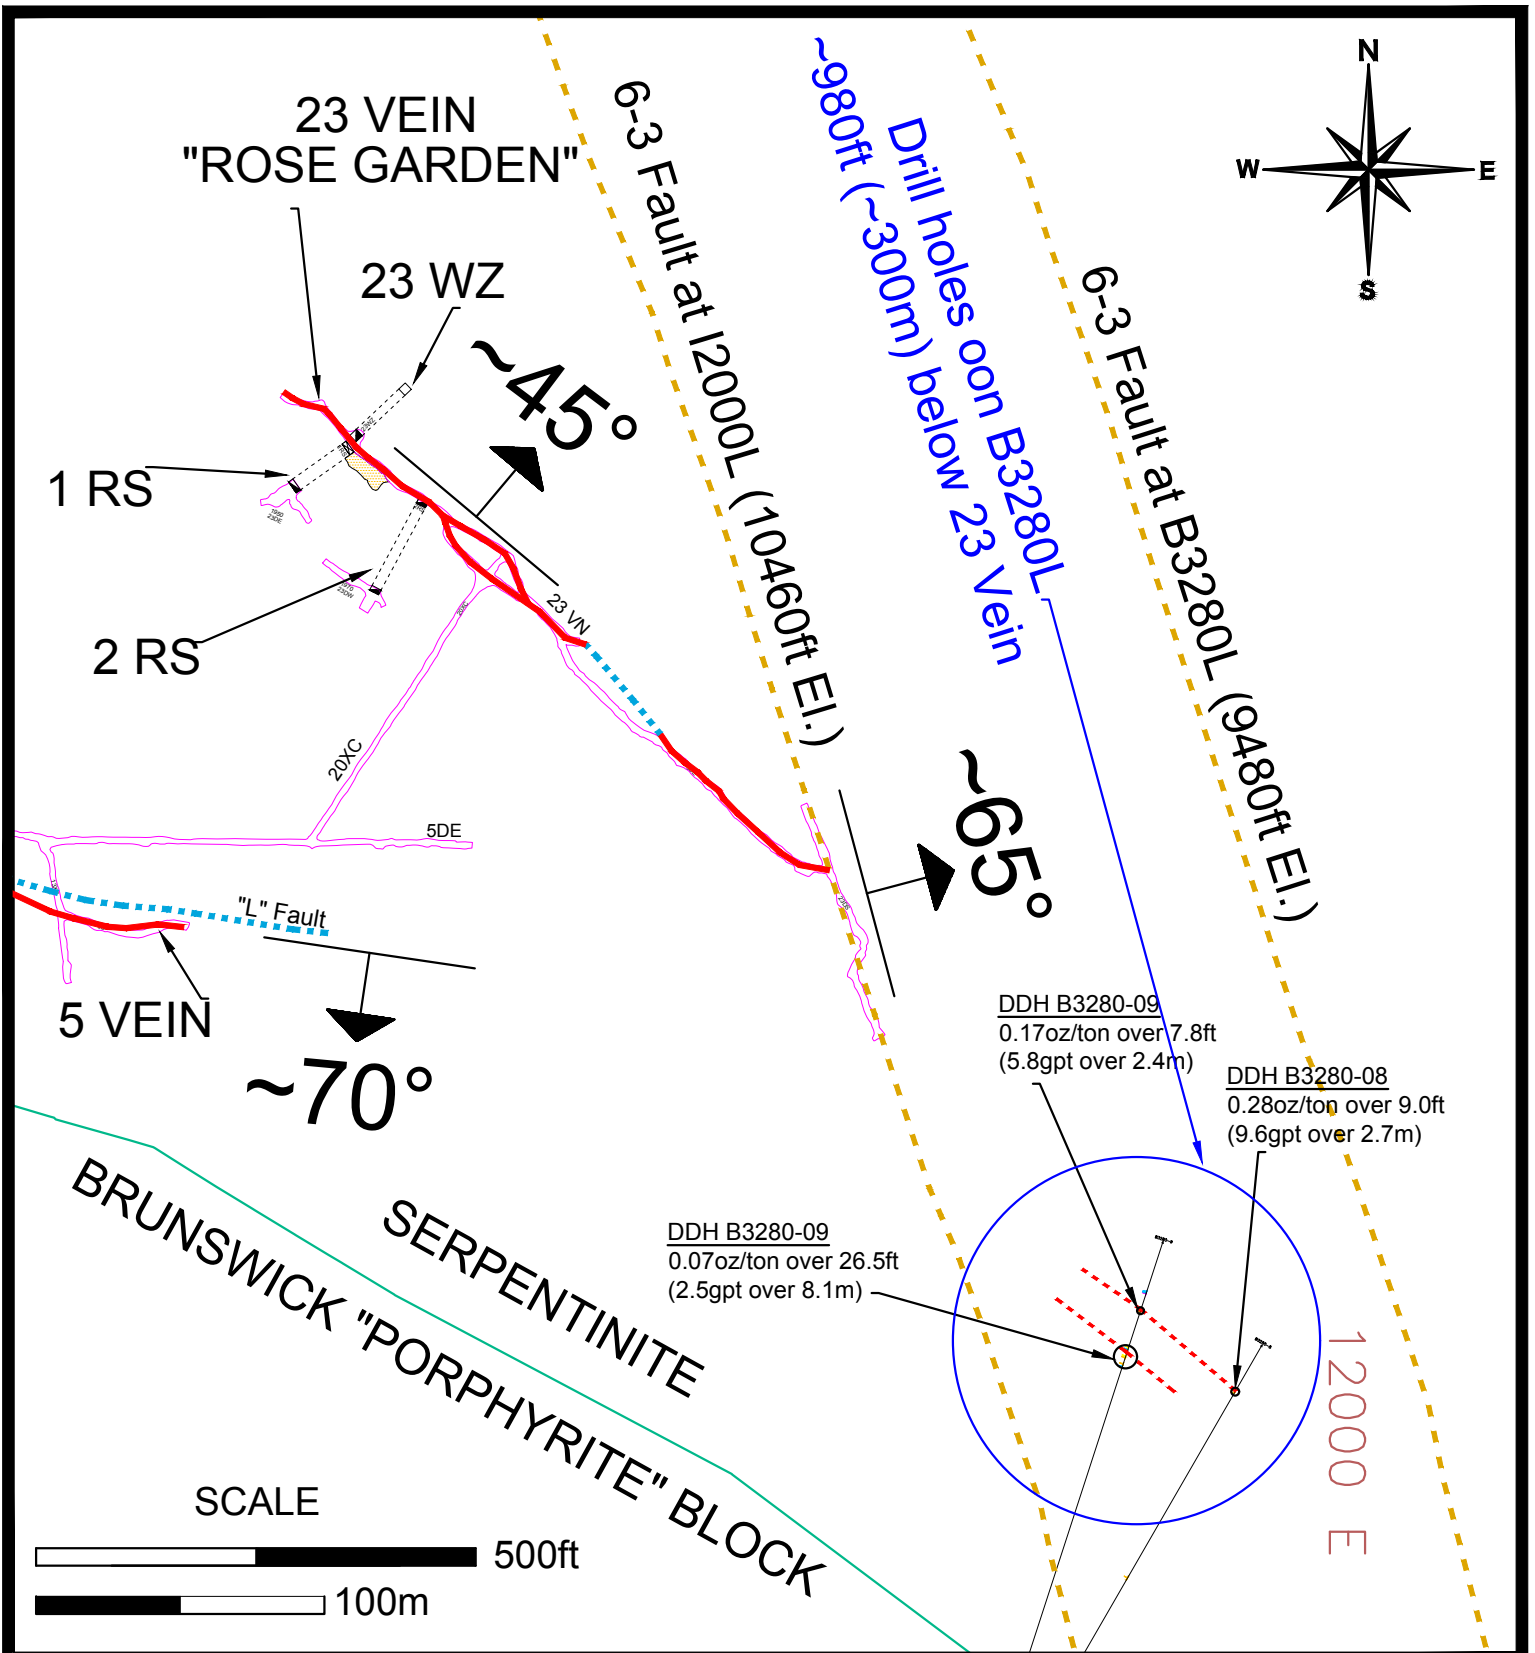 23 VEIN
"ROSE GARDEN"
23 WZ
~45°
1 RS
2 RS
23 VN
20XC
5DE
"L" Fault
5 VEIN
~70°
6-3 Fault at I2000L (10460ft El.)
Drill holes oon B3280L
~980ft (~300m) below 23 Vein
6-3 Fault at B3280L (9480ft El.)
N
W
E
S
~65°
DDH B3280-09
0.17oz/ton over 7.8ft
(5.8gpt over 2.4m)
DDH B3280-08
0.28oz/ton over 9.0ft
(9.6gpt over 2.7m)
DDH B3280-09
0.07oz/ton over 26.5ft
(2.5gpt over 8.1m)
SERPENTINITE
BRUNSWICK "PORPHYRITE" BLOCK
12000 E
SCALE
500ft
100m